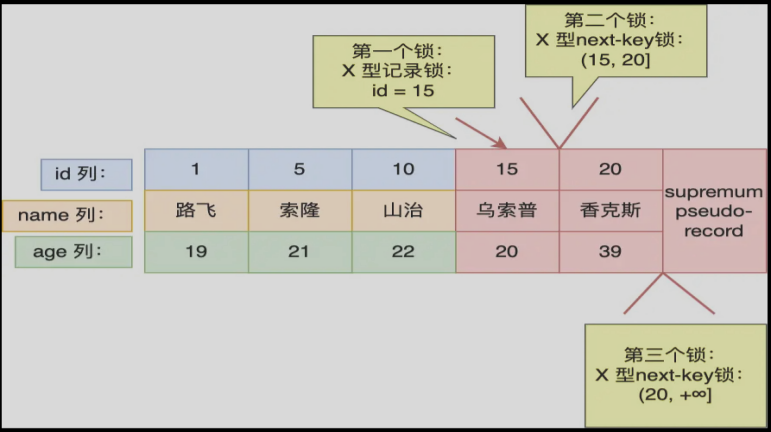 第二个锁：
X 型next-key锁：
(15, 20]
第一个锁：
X 型记录锁：
id = 15
id 列： 1 5 10 15 20
name 列： 路飞 索隆 山治 乌索普 香克斯
supremum
pseudo-
record
age 列： 19 21 22 20 39
第三个锁：
X 型next-key锁：
(20, +∞]